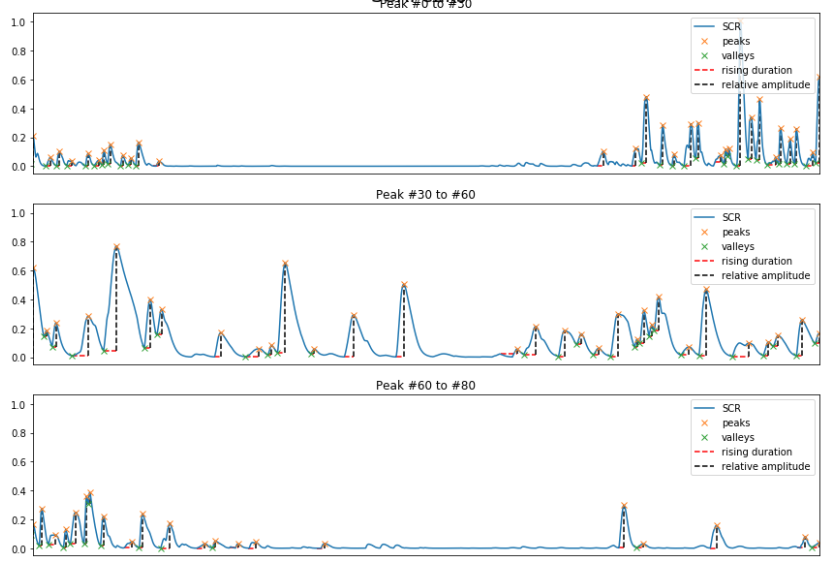 Peak #0 to #30
1.0
0.8
0.6
0.4
0.2
0.0
SCR
peaks
valleys
rising duration
relative amplitude
Peak #30 to #60
1.0
0.8
0.6
0.4
0.2
0.0
SCR
peaks
valleys
rising duration
relative amplitude
Peak #60 to #80
1.0
0.8
0.6
0.4
0.2
0.0
SCR
peaks
valleys
rising duration
relative amplitude